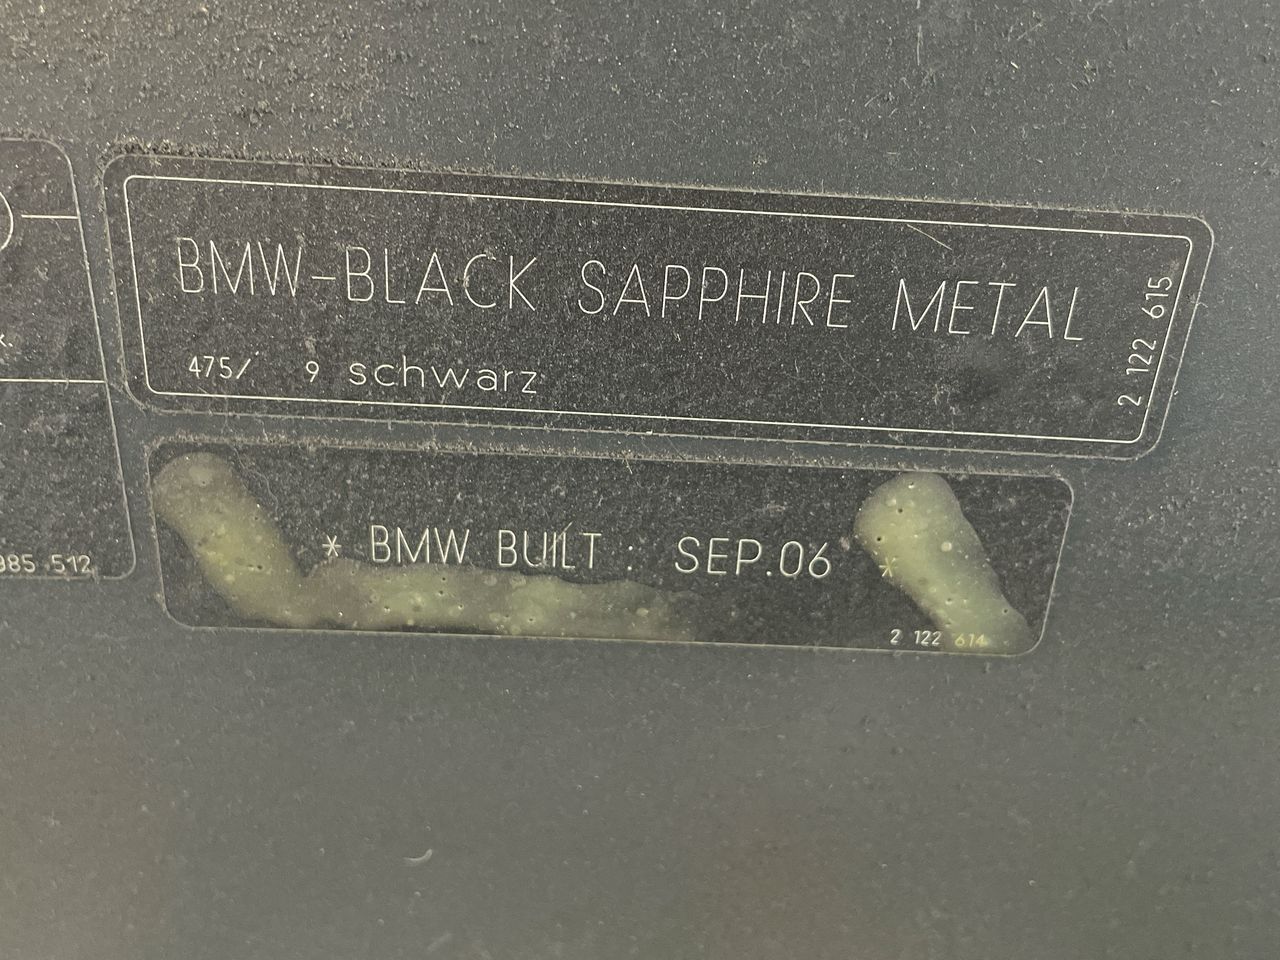 BMW-BLACK SAPPHIRE METAL
475/ 9 schwarz
2 122 615
* BMW BUILT : SEP.06 *
2 122 614
985 512